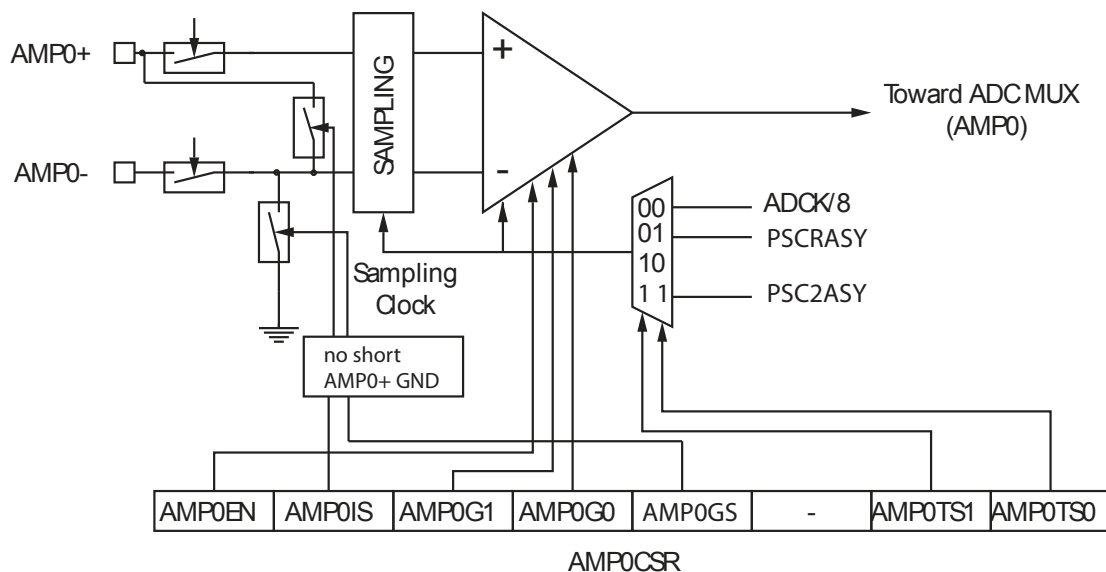 AMP0+
SAMPLING
+
Toward ADC MUX
(AMP0)
AMP0-
-
00
ADCK/8
01
PSCRASY
10
1 1
PSC2ASY
Sampling
Clock
no short
AMP0+ GND
AMP0EN AMP0IS AMP0G1 AMP0G0 AMP0GS - AMP0TS1 AMP0TS0
AMP0CSR